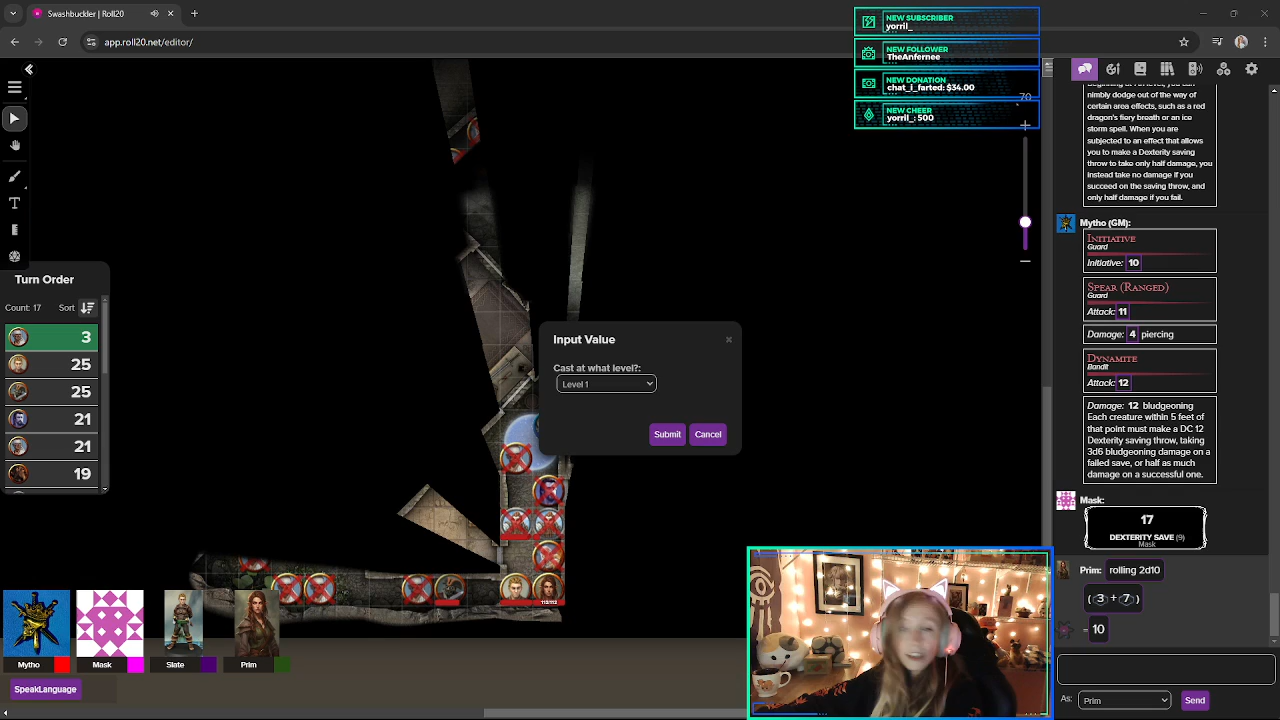 Swashbuckler | Roll
app.roll20.net/editor/
NEW SUBSCRIBER
yorril_
NEW FOLLOWER
TheAnfernee
NEW DONATION
chat_i_farted: $34.00
NEW CHEER
yorril_: 500
70
Turn Order
Count: 17
Sort
3
25
25
21
21
19
Input Value
Cast at what level?:
Level 1
Submit
Cancel
112/112
Mytho
Mask
Slate
Prim
SpeakLanguage
nimbly dodge out of the way of
certain area effects, such as a
storm spell. When you are
subjected to an effect that allows
you to make a Dexterity saving
throw to take only half damage, you
instead take no damage if you
succeed on the saving throw, and
only half damage if you fail.
Mytho (GM):
INITIATIVE
Guard
Initiative: 10
SPEAR (RANGED)
Guard
Attack: 11
Damage: 4 piercing
DYNAMITE
Bandit
Attack: 12
Damage: 12 bludgeoning
Each creature within 5 feet of
that point must make a DC 12
Dexterity saving throw, taking
3d6 bludgeoning damage on a
failed save, or half as much
damage on a successful one.
Mask:
17
DEXTERITY SAVE (9)
Mask
Prim: rolling 2d10
( 3 + 7 )
= 10
As:
Prim
Send